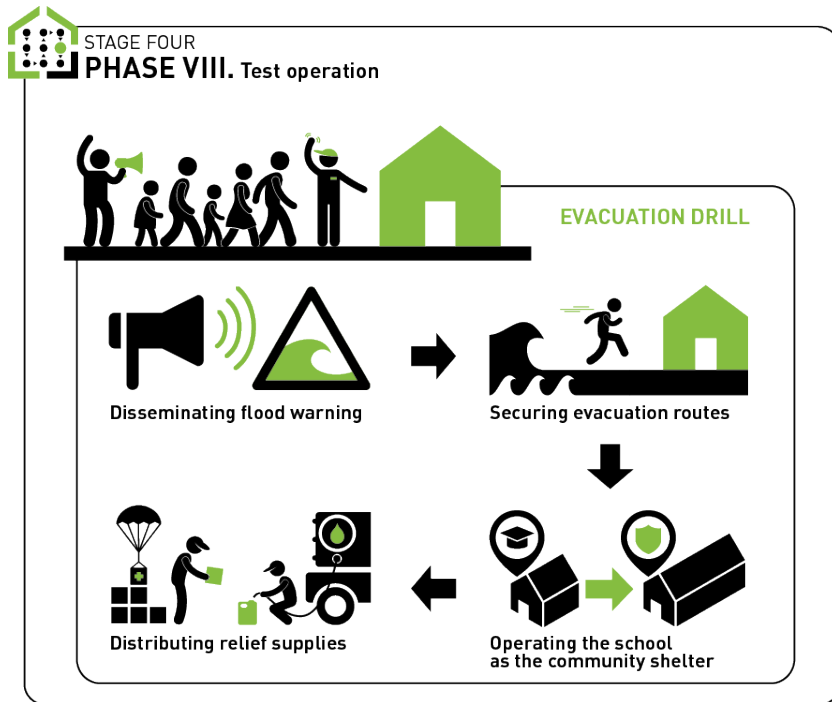 STAGE FOUR
PHASE VIII. Test operation
EVACUATION DRILL
Disseminating flood warning
Securing evacuation routes
Distributing relief supplies
Operating the school
as the community shelter